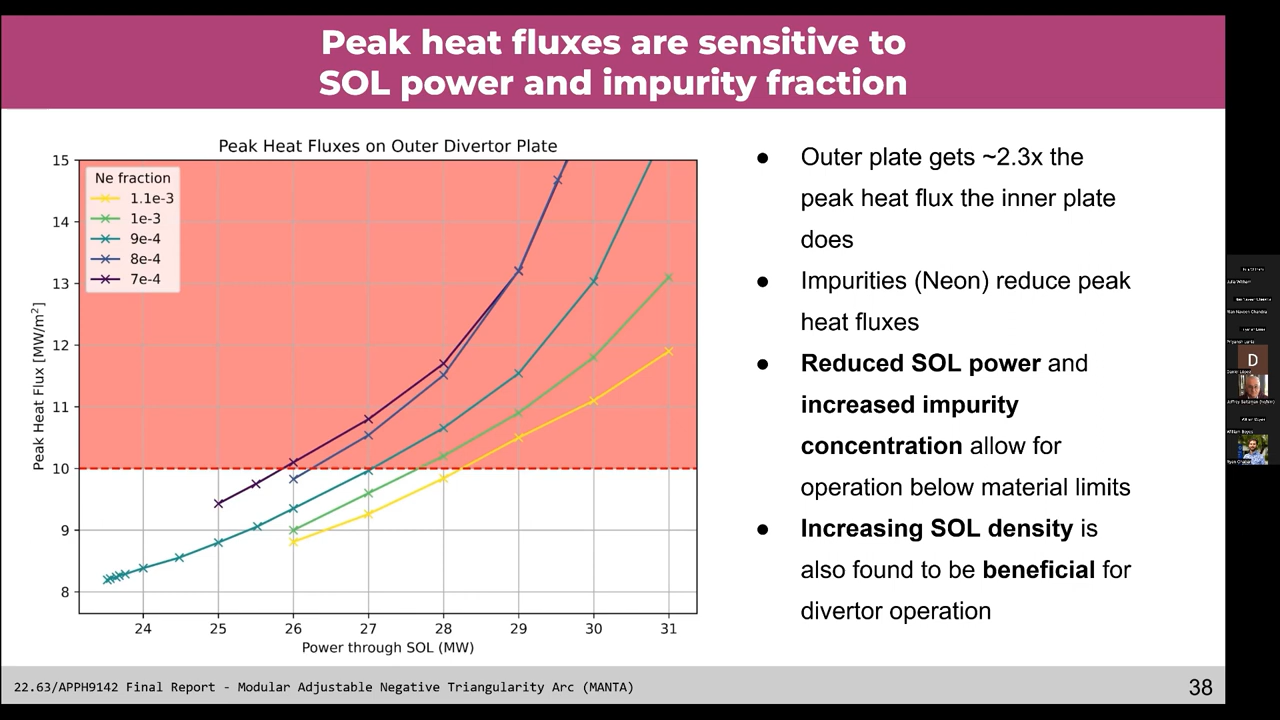 Peak heat fluxes are sensitive to
SOL power and impurity fraction
Peak Heat Fluxes on Outer Divertor Plate
15
14
13
12
11
10
9
8
Peak Heat Flux [MW/m²]
Ne fraction
1.1e-3
1e-3
9e-4
8e-4
7e-4
24 25 26 27 28 29 30 31
Power through SOL (MW)
● Outer plate gets ~2.3x the
peak heat flux the inner plate
does
● Impurities (Neon) reduce peak
heat fluxes
● Reduced SOL power and
increased impurity
concentration allow for
operation below material limits
● Increasing SOL density is
also found to be beneficial for
divertor operation
22.63/APPH9142 Final Report - Modular Adjustable Negative Triangularity Arc (MANTA)
38
D